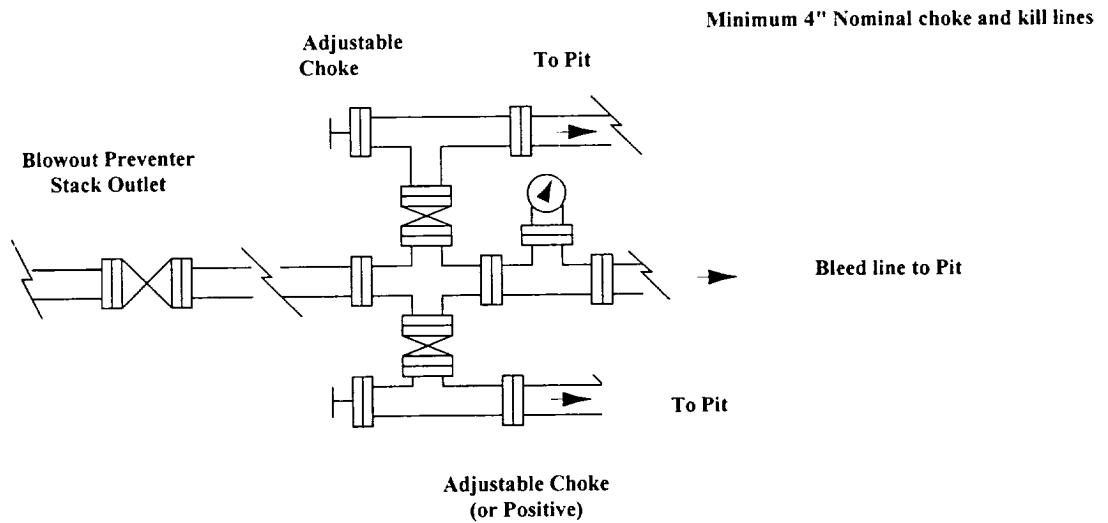 Minimum 4" Nominal choke and kill lines
Adjustable
Choke
To Pit
Blowout Preventer
Stack Outlet
Bleed line to Pit
To Pit
Adjustable Choke
(or Positive)